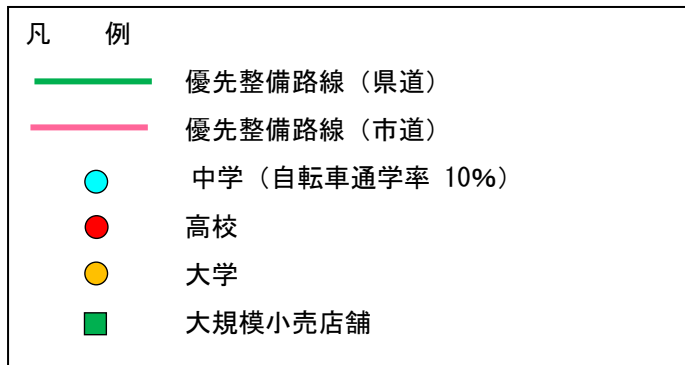 凡　例
優先整備路線（県道）
優先整備路線（市道）
中学（自転車通学率 10%）
高校
大学
大規模小売店舗